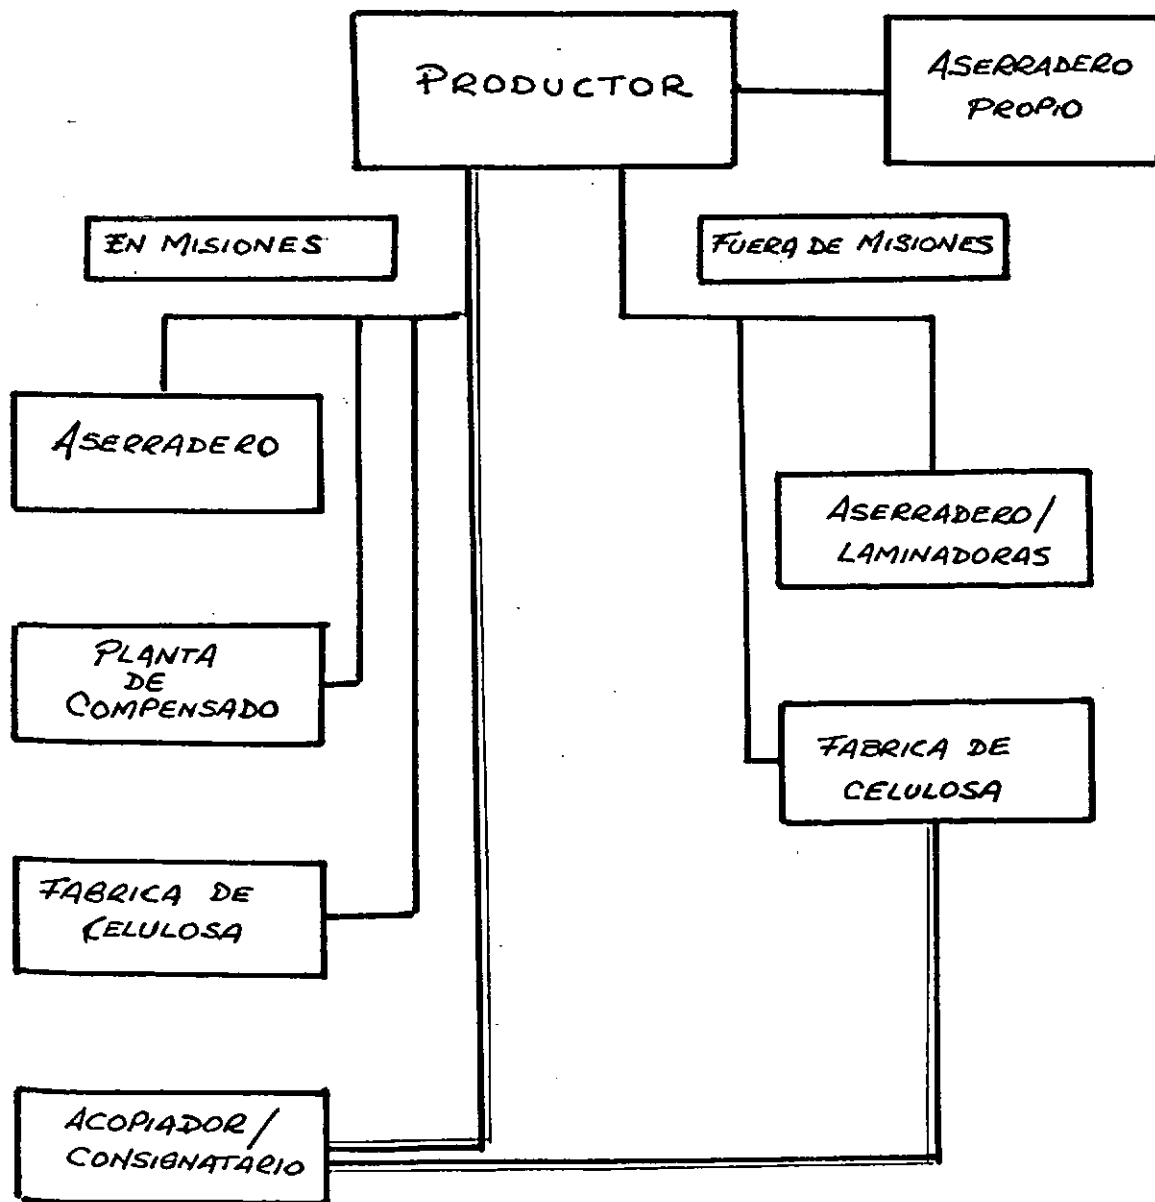 PRODUCTOR
ASERRADERO
PROPIO
EN MISIONES
FUERA DE MISIONES
ASERRADERO
ASERRADERO/
LAMINADORAS
PLANTA
DE
COMPENSADO
FABRICA DE
CELULOSA
FABRICA DE
CELULOSA
ACOPIADOR/
CONSIGNATARIO